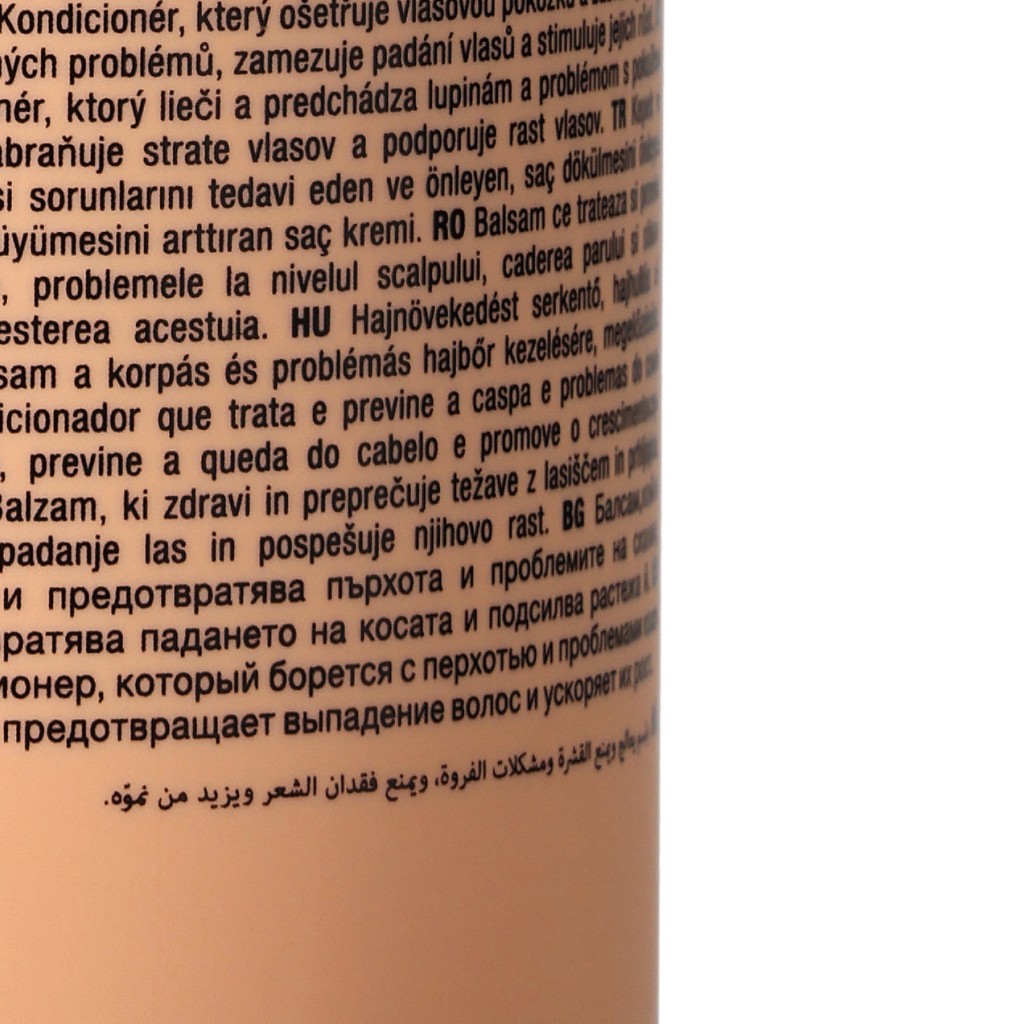 Kondicionér, který ošetřuje vlasovou pokožku
ných problémů, zamezuje padání vlasů a stimuluje jejich
nér, ktorý lieči a predchádza lupinám a problémom s
abraňuje strate vlasov a podporuje rast vlasov. TR
si sorunlarını tedavi eden ve önleyen, saç dökülmesini
üyümesini arttıran saç kremi. RO Balsam ce trateaza si
, problemele la nivelul scalpului, caderea parului si
esterea acestuia. HU Hajnövekedést serkentő,
sam a korpás és problémás hajbőr kezelésére,
icionador que trata e previne a caspa e problemas do
, previne a queda do cabelo e promove o
Balzam, ki zdravi in preprečuje težave z lasiščem in
padanje las in pospešuje njihovo rast. BG Балсам,
и предотвратява пърхота и проблемите на
ратява падането на косата и подсилва растежа
ионер, который борется с перхотью и проблемами
предотвращает выпадение волос и ускоряет их рост.
ويمنع القشرة ومشكلات الفروة، ويمنع فقدان الشعر ويزيد من نموّه.